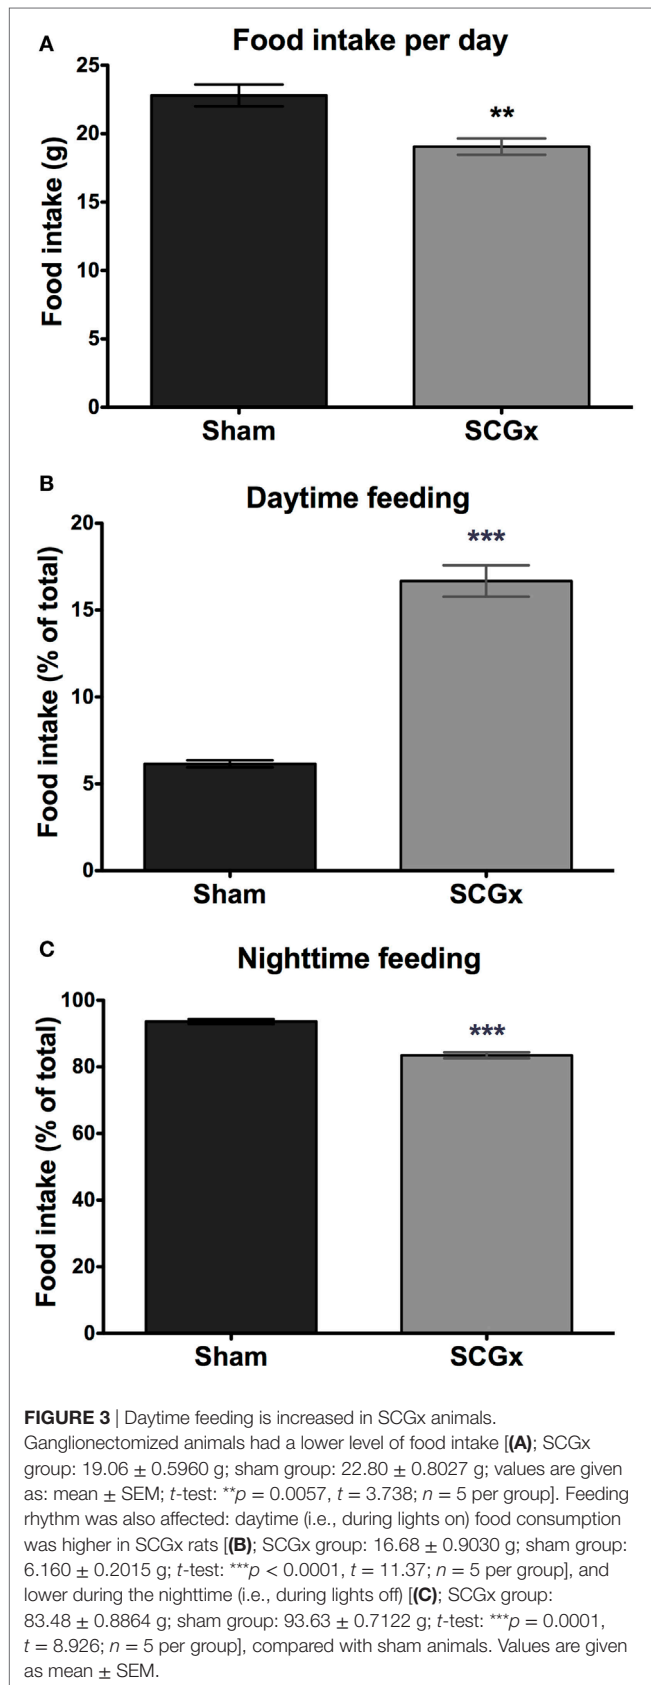 A
Food intake per day
Food intake (g)
25
20
15
10
5
0
**
Sham
SCGx
B
Daytime feeding
Food intake (% of total)
20
15
10
5
0
***
Sham
SCGx
C
Nighttime feeding
Food intake (% of total)
100
80
60
40
20
0
***
Sham
SCGx
FIGURE 3 | Daytime feeding is increased in SCGx animals.
Ganglionectomized animals had a lower level of food intake [(A); SCGx
group: 19.06 ± 0.5960 g; sham group: 22.80 ± 0.8027 g; values are given
as: mean ± SEM; t-test: **p = 0.0057, t = 3.738; n = 5 per group]. Feeding
rhythm was also affected: daytime (i.e., during lights on) food consumption
was higher in SCGx rats [(B); SCGx group: 16.68 ± 0.9030 g; sham group:
6.160 ± 0.2015 g; t-test: ***p < 0.0001, t = 11.37; n = 5 per group], and
lower during the nighttime (i.e., during lights off) [(C); SCGx group:
83.48 ± 0.8864 g; sham group: 93.63 ± 0.7122 g; t-test: ***p = 0.0001,
t = 8.926; n = 5 per group], compared with sham animals. Values are given
as mean ± SEM.